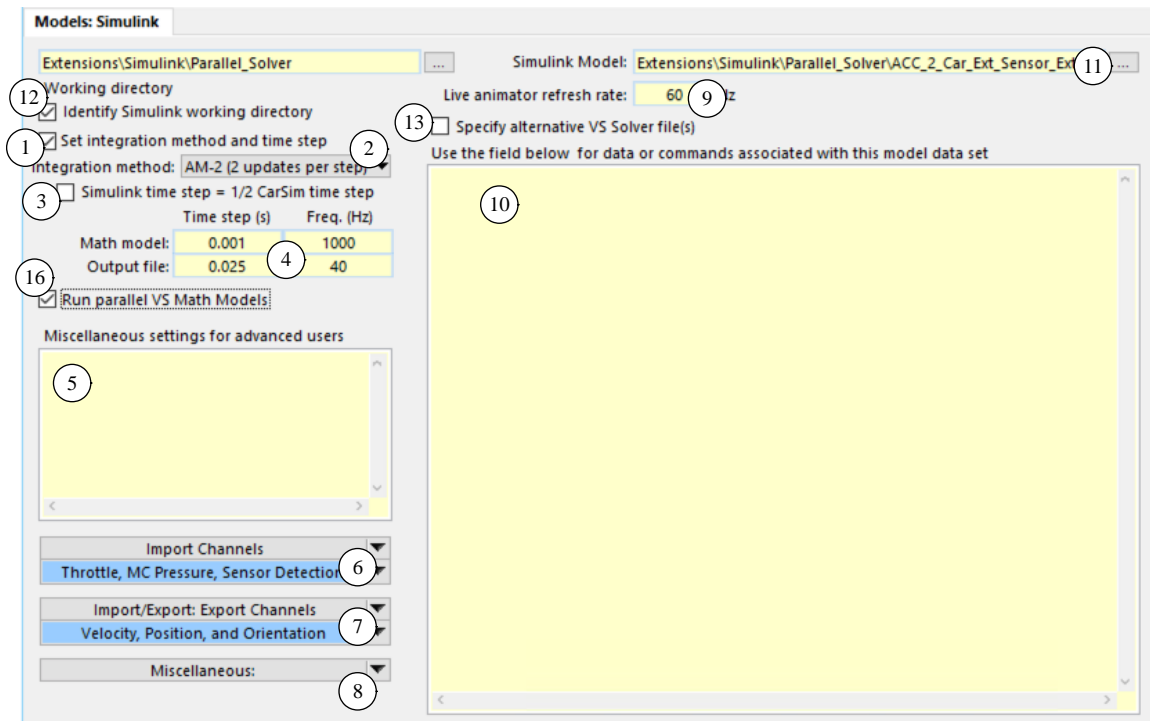 Models: Simulink
Extensions\Simulink\Parallel_Solver ...
Simulink Model: Extensions\Simulink\Parallel_Solver\ACC_2_Car_Ext_Sensor_Ext 11 ...
Working directory
12
Identify Simulink working directory
Live animator refresh rate: 60 9
13 Specify alternative VS Solver file(s)
1 Set integration method and time step 2
Use the field below for data or commands associated with this model data set
Integration method: AM-2 (2 updates per step)
3 Simulink time step = 1/2 CarSim time step
10
Time step (s) Freq. (Hz)
Math model: 0.001 1000
4
Output file: 0.025 40
16
Run parallel VS Math Models
Miscellaneous settings for advanced users
5
Import Channels
Throttle, MC Pressure, Sensor Detection 6
Import/Export: Export Channels
Velocity, Position, and Orientation 7
Miscellaneous:
8